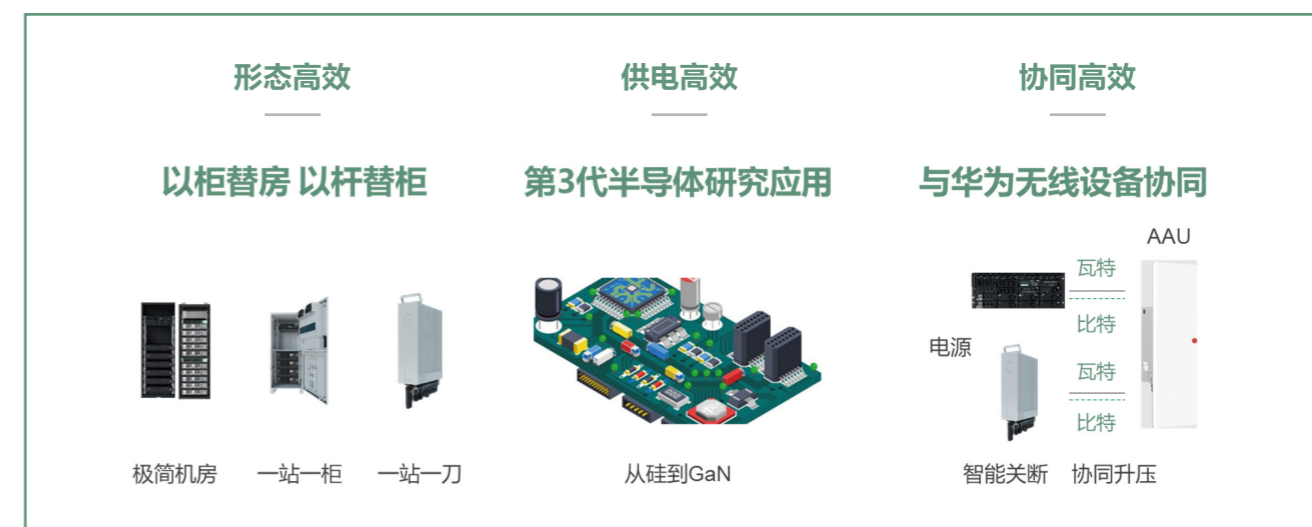 形态高效
供电高效
协同高效
以柜替房 以杆替柜
第3代半导体研究应用
与华为无线设备协同
AAU
瓦特
比特
电源
瓦特
比特
极简机房
一站一柜
一站一刀
从硅到GaN
智能关断
协同升压